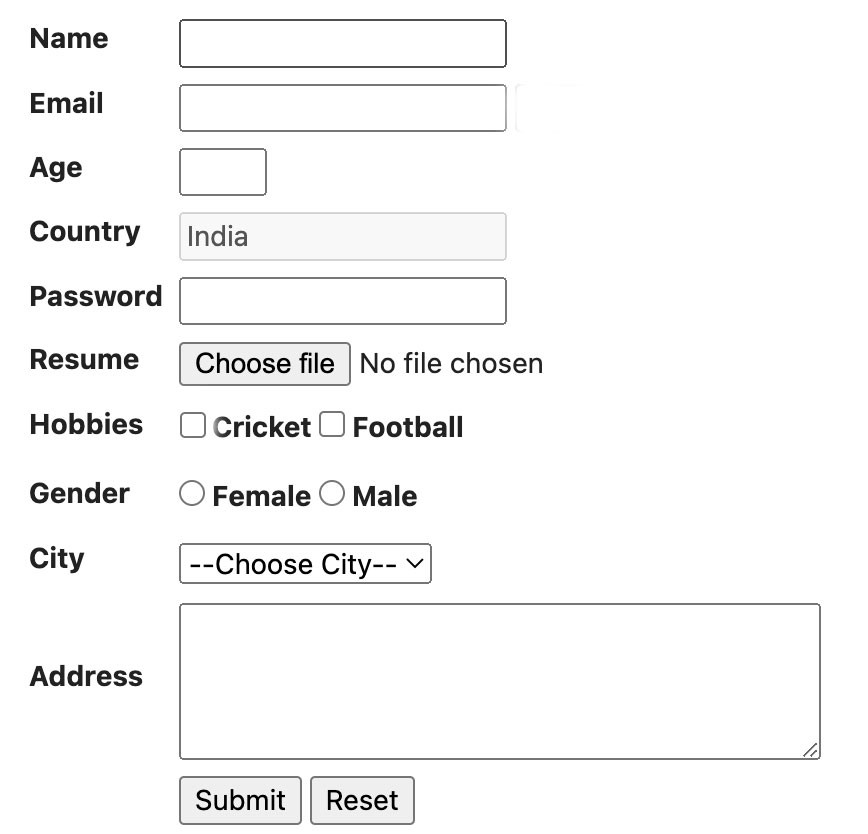 Name
Email
Age
Country India
Password
Resume Choose file No file chosen
Hobbies Cricket Football
Gender Female Male
City --Choose City--
Address
Submit Reset